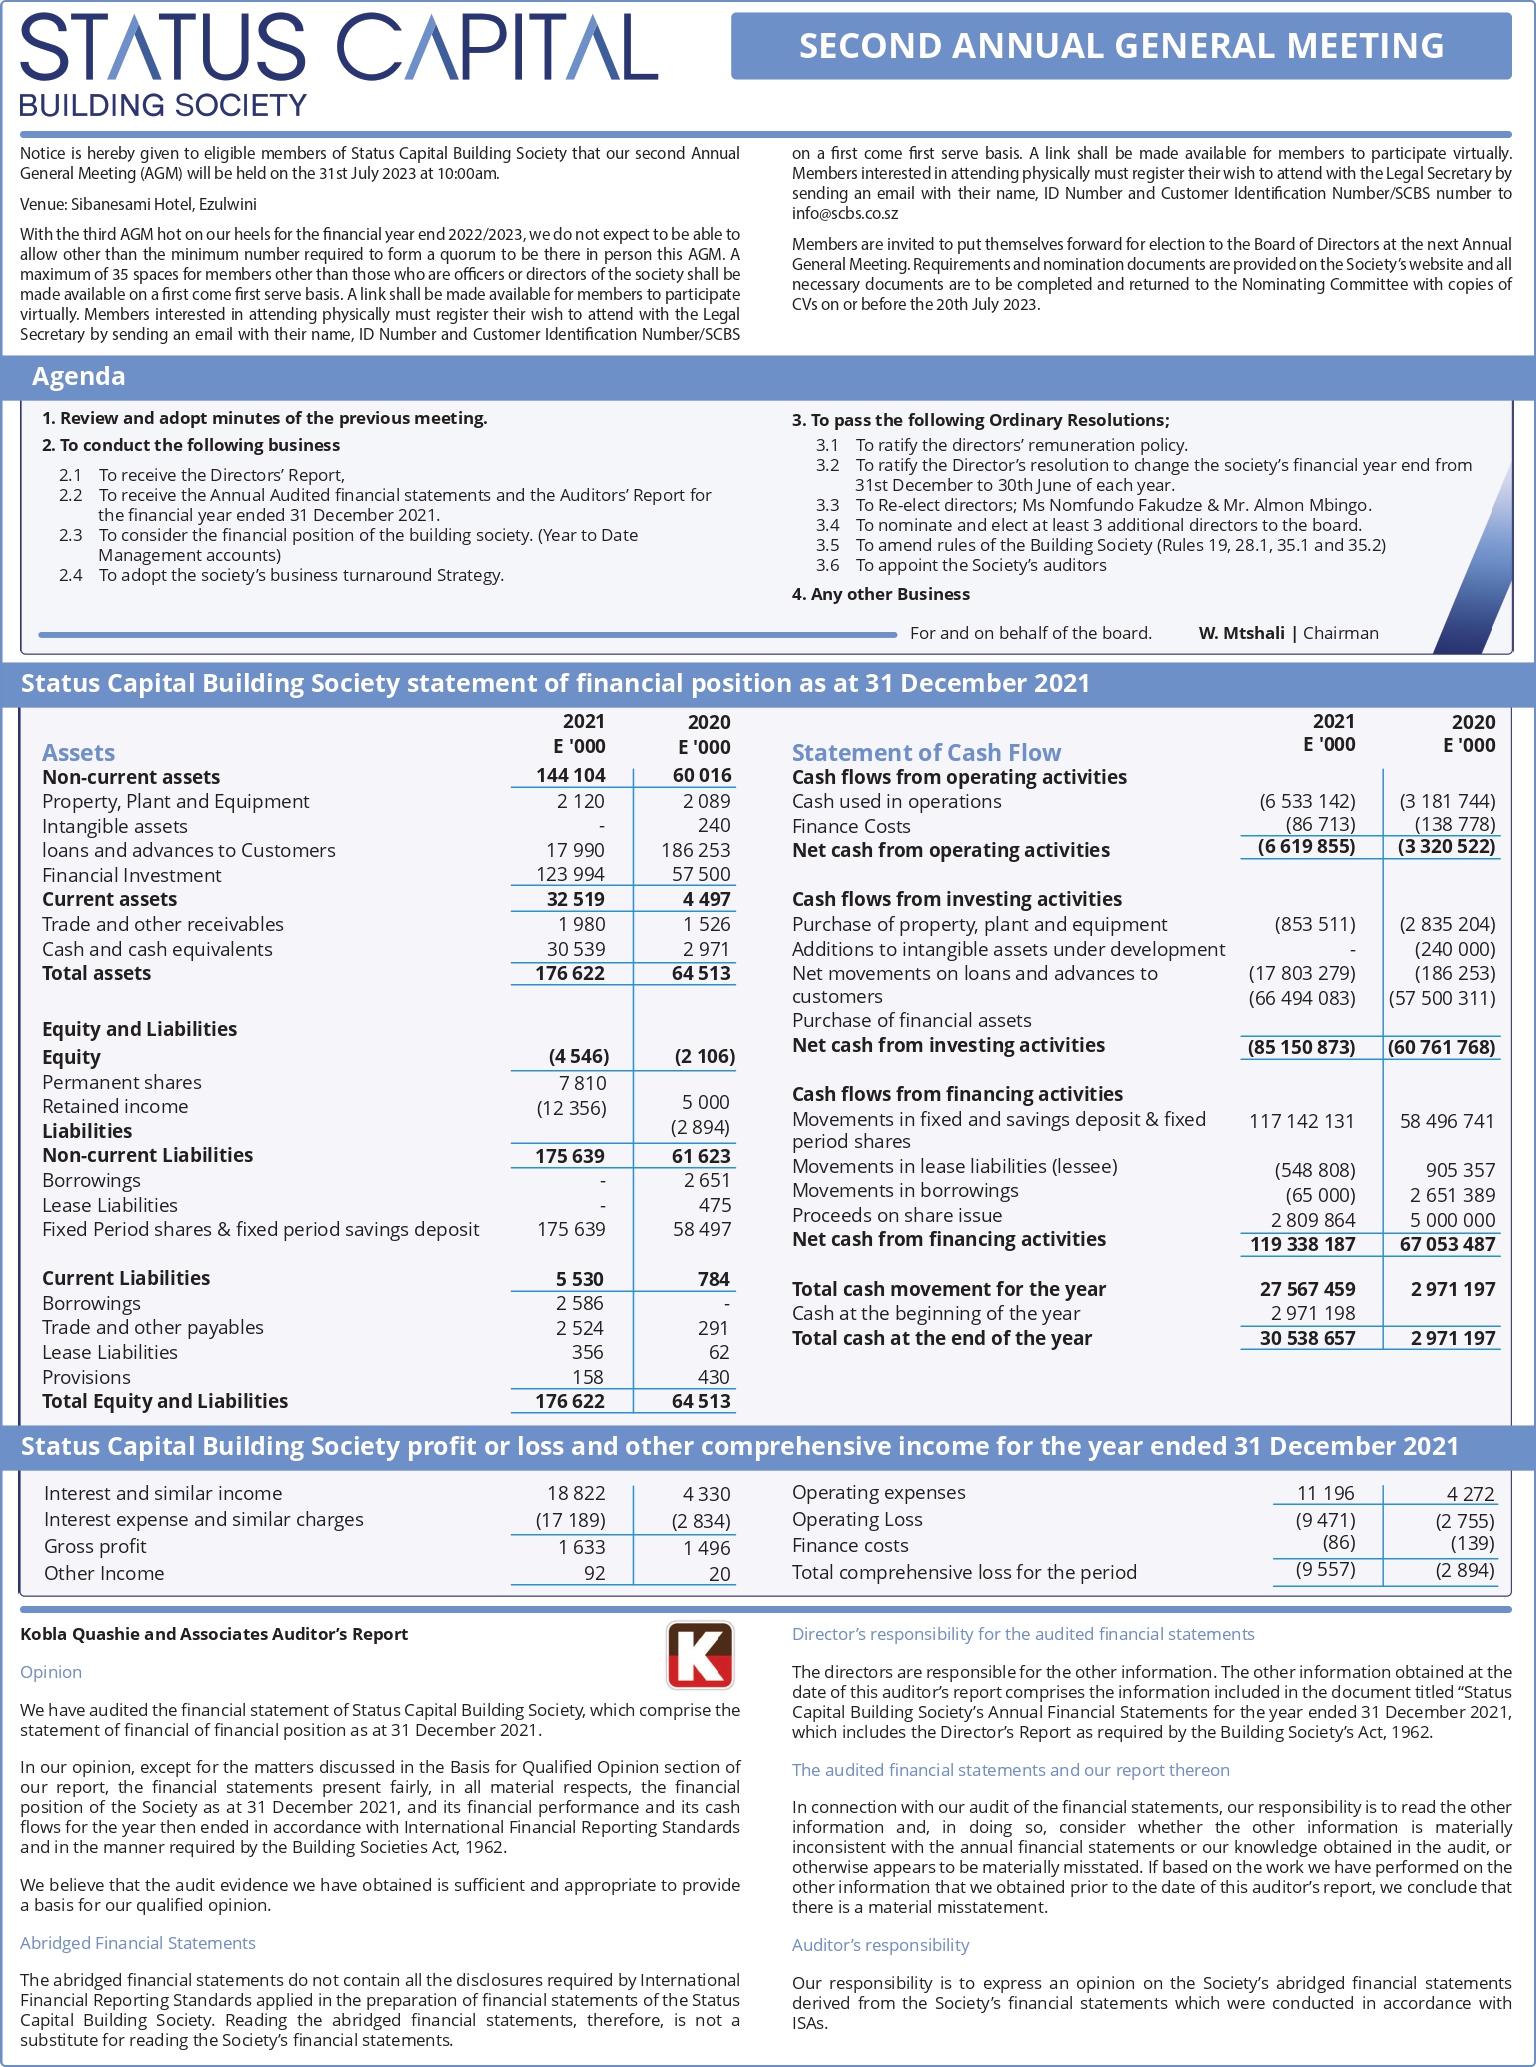 STATUS CAPITAL
BUILDING SOCIETY
SECOND ANNUAL GENERAL MEETING
Notice is hereby given to eligible members of Status Capital Building Society that our second Annual
General Meeting (AGM) will be held on the 31st July 2023 at 10:00am.
Venue: Sibanesami Hotel, Ezulwini
With the third AGM hot on our heels for the financial year end 2022/2023, we do not expect to be able to
allow other than the minimum number required to form a quorum to be there in person this AGM. A
maximum of 35 spaces for members other than those who are officers or directors of the society shall be
made available on a first come first serve basis. A link shall be made available for members to participate
virtually. Members interested in attending physically must register their wish to attend with the Legal
Secretary by sending an email with their name, ID Number and Customer Identification Number/SCBS
on a first come first serve basis. A link shall be made available for members to participate virtually.
Members interested in attending physically must register their wish to attend with the Legal Secretary by
sending an email with their name, ID Number and Customer Identification Number/SCBS number to
info@scbs.co.sz
Members are invited to put themselves forward for election to the Board of Directors at the next Annual
General Meeting. Requirements and nomination documents are provided on the Society's website and all
necessary documents are to be completed and returned to the Nominating Committee with copies of
CVs on or before the 20th July 2023.
Agenda
1. Review and adopt minutes of the previous meeting.
2. To conduct the following business
2.1 To receive the Directors' Report,
2.2 To receive the Annual Audited financial statements and the Auditors' Report for
the financial year ended 31 December 2021.
2.3 To consider the financial position of the building society. (Year to Date
Management accounts)
2.4 To adopt the society's business turnaround Strategy.
3. To pass the following Ordinary Resolutions;
3.1 To ratify the directors' remuneration policy.
3.2 To ratify the Director's resolution to change the society's financial year end from
31st December to 30th June of each year.
3.3 To Re-elect directors; Ms Nomfundo Fakudze & Mr. Almon Mbingo.
3.4 To nominate and elect at least 3 additional directors to the board.
3.5 To amend rules of the Building Society (Rules 19, 28.1, 35.1 and 35.2)
3.6 To appoint the Society's auditors
4. Any other Business
For and on behalf of the board. W. Mtshali | Chairman
Status Capital Building Society statement of financial position as at 31 December 2021
2021 2020
Assets E '000 E '000
Non-current assets 144 104 60 016
Property, Plant and Equipment 2 120 2 089
Intangible assets - 240
loans and advances to Customers 17 990 186 253
Financial Investment 123 994 57 500
Current assets 32 519 4 497
Trade and other receivables 1 980 1 526
Cash and cash equivalents 30 539 2 971
Total assets 176 622 64 513
Equity and Liabilities
Equity (4 546) (2 106)
Permanent shares 7 810 5 000
Retained income (12 356) (2 894)
Liabilities
Non-current Liabilities 175 639 61 623
Borrowings - 2 651
Lease Liabilities - 475
Fixed Period shares & fixed period savings deposit 175 639 58 497
Current Liabilities 5 530 784
Borrowings 2 586 -
Trade and other payables 2 524 291
Lease Liabilities 356 62
Provisions 158 430
Total Equity and Liabilities 176 622 64 513
2021 2020
Statement of Cash Flow E '000 E '000
Cash flows from operating activities
Cash used in operations (6 533 142) (3 181 744)
Finance Costs (86 713) (138 778)
Net cash from operating activities (6 619 855) (3 320 522)
Cash flows from investing activities
Purchase of property, plant and equipment (853 511) (2 835 204)
Additions to intangible assets under development - (240 000)
Net movements on loans and advances to (17 803 279) (186 253)
customers (66 494 083) (57 500 311)
Purchase of financial assets
Net cash from investing activities (85 150 873) (60 761 768)
Cash flows from financing activities
Movements in fixed and savings deposit & fixed 117 142 131 58 496 741
period shares
Movements in lease liabilities (lessee) (548 808) 905 357
Movements in borrowings (65 000) 2 651 389
Proceeds on share issue 2 809 864 5 000 000
Net cash from financing activities 119 338 187 67 053 487
Total cash movement for the year 27 567 459 2 971 197
Cash at the beginning of the year 2 971 198
Total cash at the end of the year 30 538 657 2 971 197
Status Capital Building Society profit or loss and other comprehensive income for the year ended 31 December 2021
Interest and similar income 18 822 4 330
Interest expense and similar charges (17 189) (2 834)
Gross profit 1 633 1 496
Other Income 92 20
Operating expenses 11 196 4 272
Operating Loss (9 471) (2 755)
Finance costs (86) (139)
Total comprehensive loss for the period (9 557) (2 894)
Kobla Quashie and Associates Auditor's Report
K
Opinion
We have audited the financial statement of Status Capital Building Society, which comprise the
statement of financial of financial position as at 31 December 2021.
In our opinion, except for the matters discussed in the Basis for Qualified Opinion section of
our report, the financial statements present fairly, in all material respects, the financial
position of the Society as at 31 December 2021, and its financial performance and its cash
flows for the year then ended in accordance with International Financial Reporting Standards
and in the manner required by the Building Societies Act, 1962.
We believe that the audit evidence we have obtained is sufficient and appropriate to provide
a basis for our qualified opinion.
Abridged Financial Statements
The abridged financial statements do not contain all the disclosures required by International
Financial Reporting Standards applied in the preparation of financial statements of the Status
Capital Building Society. Reading the abridged financial statements, therefore, is not a
substitute for reading the Society's financial statements.
Director's responsibility for the audited financial statements
The directors are responsible for the other information. The other information obtained at the
date of this auditor's report comprises the information included in the document titled "Status
Capital Building Society's Annual Financial Statements for the year ended 31 December 2021,
which includes the Director's Report as required by the Building Society's Act, 1962.
The audited financial statements and our report thereon
In connection with our audit of the financial statements, our responsibility is to read the other
information and, in doing so, consider whether the other information is materially
inconsistent with the annual financial statements or our knowledge obtained in the audit, or
otherwise appears to be materially misstated. If based on the work we have performed on the
other information that we obtained prior to the date of this auditor's report, we conclude that
there is a material misstatement.
Auditor's responsibility
Our responsibility is to express an opinion on the Society's abridged financial statements
derived from the Society's financial statements which were conducted in accordance with
ISAs.